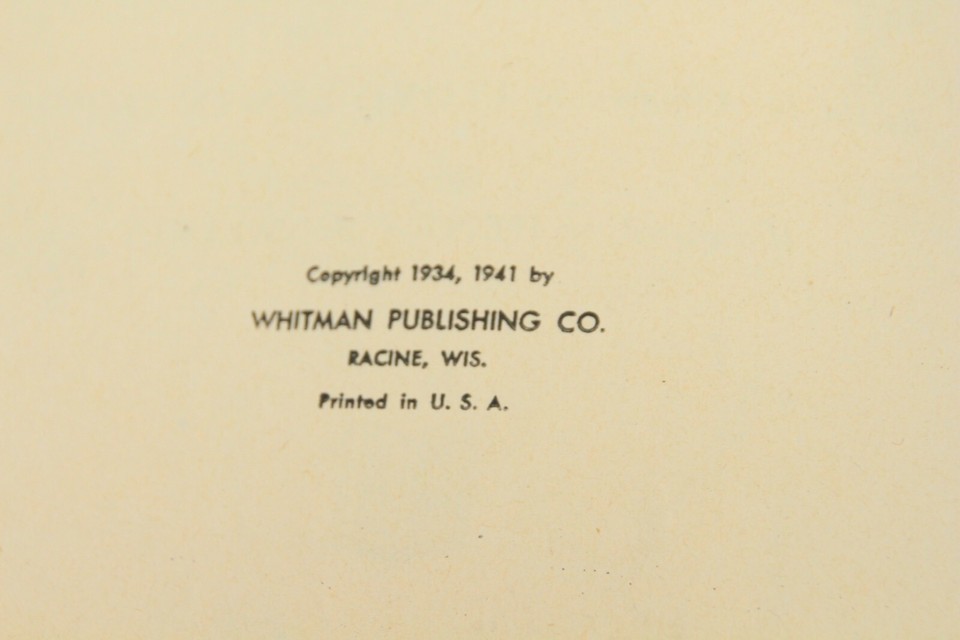 Copyright 1934, 1941 by
WHITMAN PUBLISHING CO.
RACINE, WIS.
Printed in U. S. A.